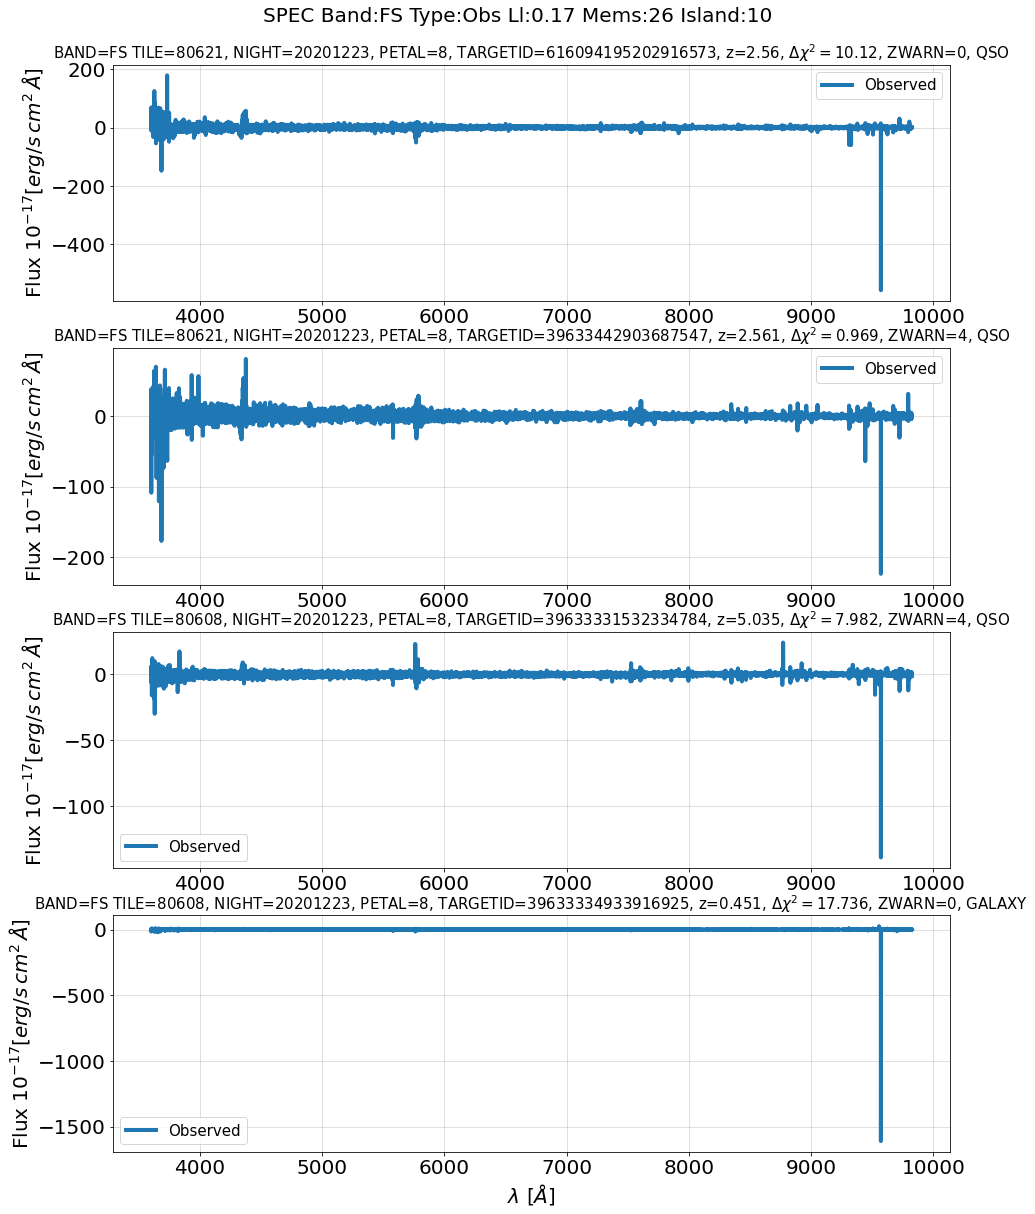 SPEC Band:FS Type:Obs Ll:0.17 Mems:26 Island:10
BAND=FS TILE=80621, NIGHT=20201223, PETAL=8, TARGETID=616094195202916573, z=2.56, Δχ² = 10.12, ZWARN=0, QSO
Flux 10⁻¹⁷[erg/s cm² Å]
200
0
−200
−400
Observed
4000 5000 6000 7000 8000 9000 10000
BAND=FS TILE=80621, NIGHT=20201223, PETAL=8, TARGETID=39633442903687547, z=2.561, Δχ² = 0.969, ZWARN=4, QSO
Flux 10⁻¹⁷[erg/s cm² Å]
0
−100
−200
Observed
4000 5000 6000 7000 8000 9000 10000
BAND=FS TILE=80608, NIGHT=20201223, PETAL=8, TARGETID=39633331532334784, z=5.035, Δχ² = 7.982, ZWARN=4, QSO
Flux 10⁻¹⁷[erg/s cm² Å]
0
−50
−100
Observed
4000 5000 6000 7000 8000 9000 10000
BAND=FS TILE=80608, NIGHT=20201223, PETAL=8, TARGETID=39633334933916925, z=0.451, Δχ² = 17.736, ZWARN=0, GALAXY
Flux 10⁻¹⁷[erg/s cm² Å]
0
−500
−1000
−1500
Observed
4000 5000 6000 7000 8000 9000 10000
λ [Å]